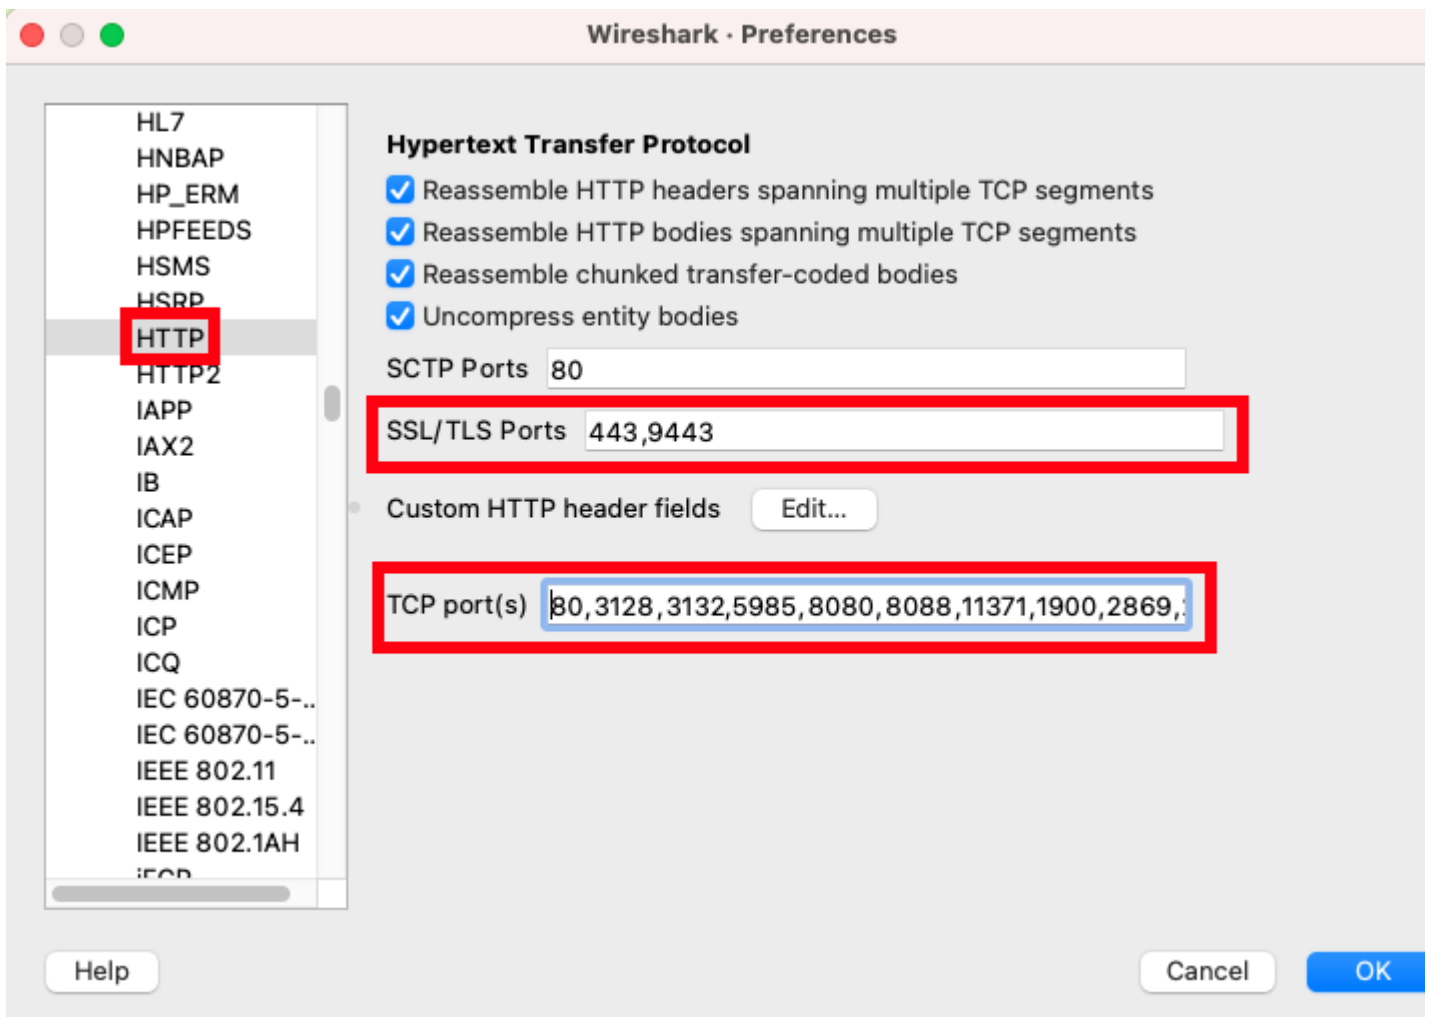 Wireshark · Preferences
HL7
HNBAP
HP_ERM
HPFEEDS
HSMS
HSRP
HTTP
HTTP2
IAPP
IAX2
IB
ICAP
ICEP
ICMP
ICP
ICQ
IEC 60870-5-..
IEC 60870-5-..
IEEE 802.11
IEEE 802.15.4
IEEE 802.1AH
Hypertext Transfer Protocol
Reassemble HTTP headers spanning multiple TCP segments
Reassemble HTTP bodies spanning multiple TCP segments
Reassemble chunked transfer-coded bodies
Uncompress entity bodies
SCTP Ports 80
SSL/TLS Ports 443,9443
Custom HTTP header fields Edit...
TCP port(s) 80,3128,3132,5985,8080,8088,11371,1900,2869,
Help Cancel OK